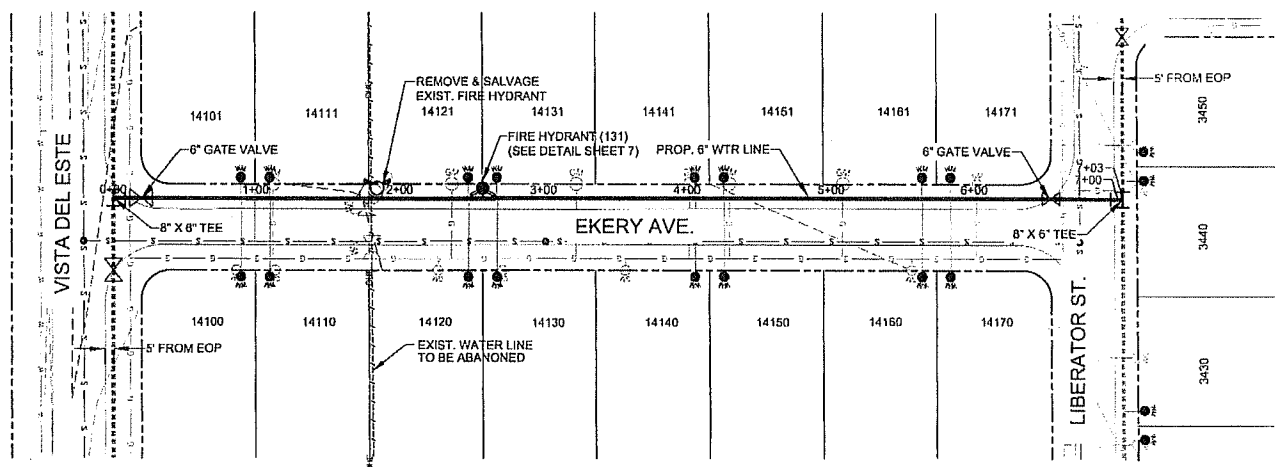 REMOVE & SALVAGE
EXIST. FIRE HYDRANT
5' FROM EOP
14101
14111
14121
14131
14141
14151
14161
14171
3450
FIRE HYDRANT (131)
(SEE DETAIL SHEET 7)
PROP. 6" WTR LINE
6" GATE VALVE
6" GATE VALVE
0+00
1+00
2+00
3+00
4+00
5+00
6+00
7+00
+03
8" X 6" TEE
EKERY AVE.
8" X 6" TEE
VISTA DEL ESTE
LIBERATOR ST.
3440
14100
14110
14120
14130
14140
14150
14160
14170
5' FROM EOP
EXIST. WATER LINE
TO BE ABANONED
3430